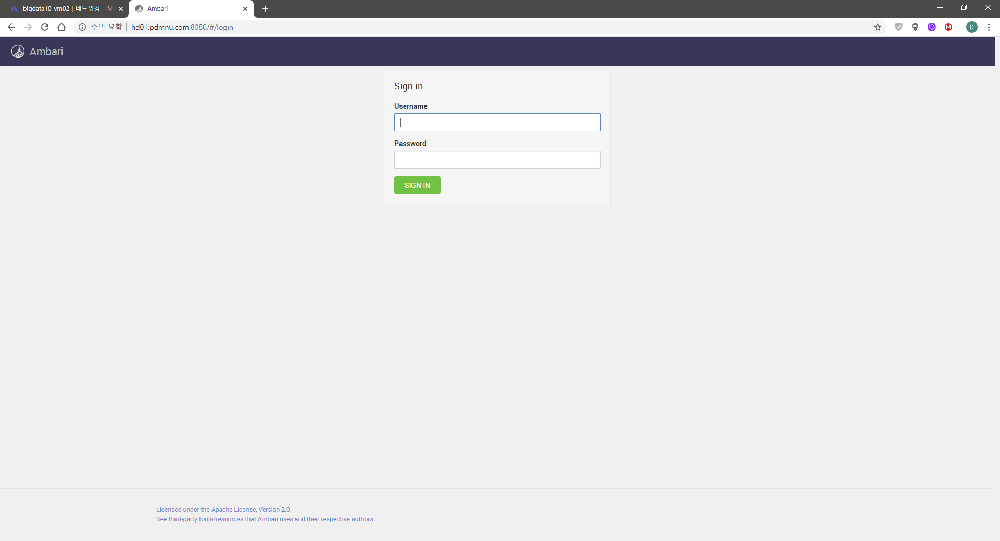 bigdata10-vm02 | 네트워킹 - M
Ambari
주의 요함 | hd01.pdmnu.com:8080/#/login
D
Ambari
Sign in
Username
Password
SIGN IN
Licensed under the Apache License, Version 2.0.
See third-party tools/resources that Ambari uses and their respective authors